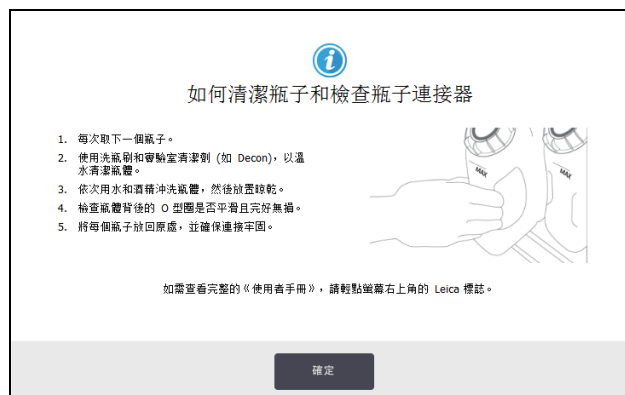 如何清潔瓶子和檢查瓶子連接器
1. 每次取下一個瓶子。
2. 使用洗瓶刷和實驗室清潔劑 (如 Decon)，以溫
水清潔瓶體。
3. 依次用水和酒精沖洗瓶體，然後放置晾乾。
4. 檢查瓶體背後的 O 型圈是否平滑且完好無損。
5. 將每個瓶子放回原處，並確保連接牢固。
MAX
MAX
如需查看完整的《使用者手冊》，請輕點螢幕右上角的 Leica 標誌。
確定